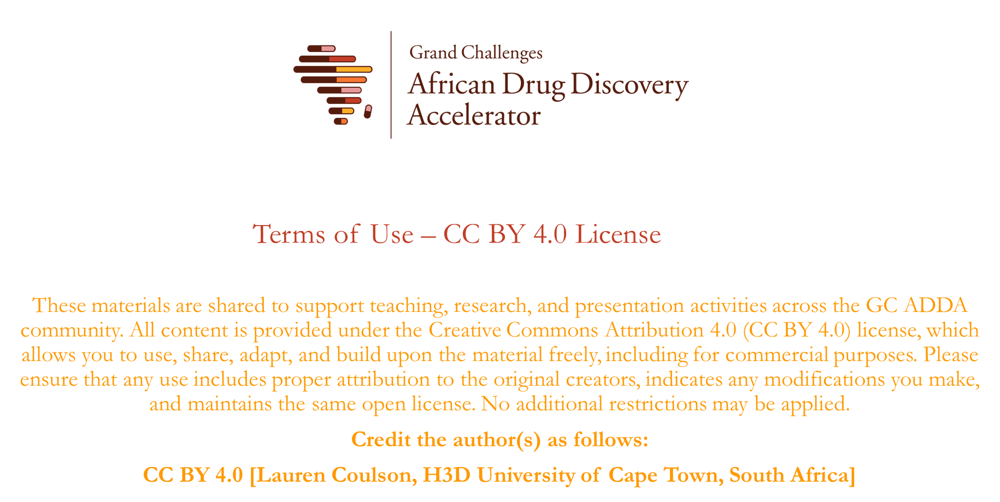 Grand Challenges
African Drug Discovery
Accelerator
Terms of Use – CC BY 4.0 License
These materials are shared to support teaching, research, and presentation activities across the GC ADDA
community. All content is provided under the Creative Commons Attribution 4.0 (CC BY 4.0) license, which
allows you to use, share, adapt, and build upon the material freely, including for commercial purposes. Please
ensure that any use includes proper attribution to the original creators, indicates any modifications you make,
and maintains the same open license. No additional restrictions may be applied.
Credit the author(s) as follows:
CC BY 4.0 [Lauren Coulson, H3D University of Cape Town, South Africa]